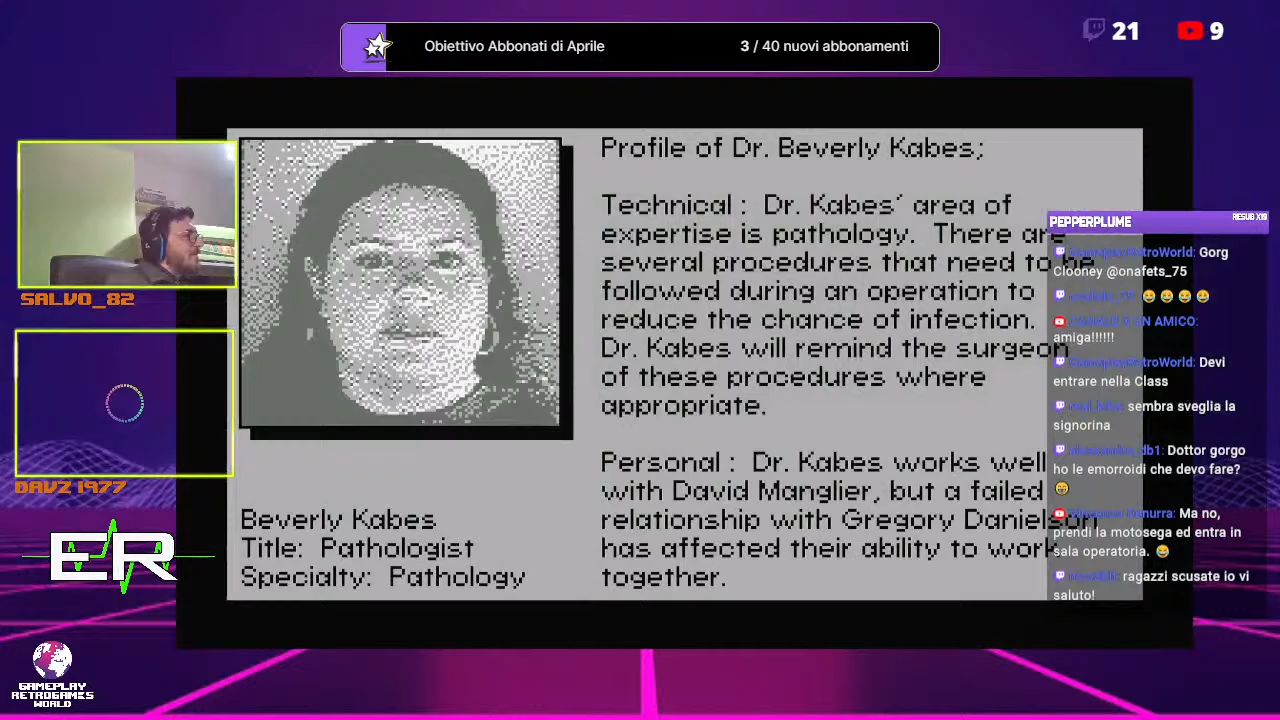 Obiettivo Abbonati di Aprile
3 / 40 nuovi abbonamenti
21
9
SALVO_82
DAVZ 1977
ER
GAMEPLAY
RETROGAMES
WORLD
Beverly Kabes
Title: Pathologist
Specialty: Pathology
Profile of Dr. Beverly Kabes;
Technical : Dr. Kabes' area of
expertise is pathology. There are
several procedures that need to be
followed during an operation to
reduce the chance of infection.
Dr. Kabes will remind the surgeon
of these procedures where
appropriate.
Personal : Dr. Kabes works well
with David Manglier, but a failed
relationship with Gregory Danielson
has affected their ability to work
together.
PEPPERPLUME
RESUB X19
Gorg
Clooney @onafets_75
amiga!!!!!!
Devi
entrare nella Class
sembra sveglia la
signorina
Dottor gorgo
ho le emorroidi che devo fare?
Ma no,
prendi la motosega ed entra in
sala operatoria.
ragazzi scusate io vi
saluto!